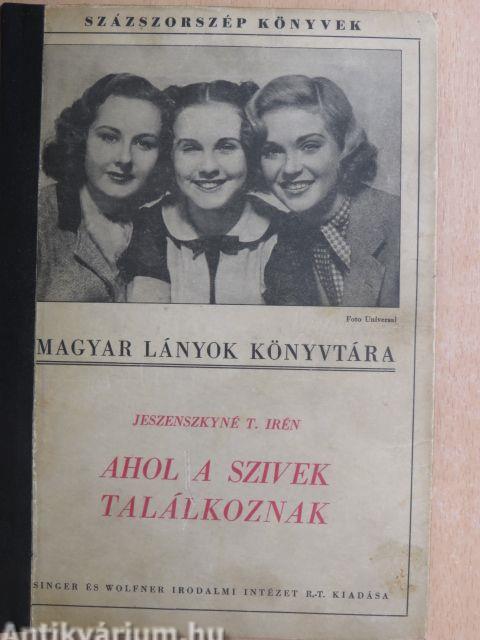 SZÁZSZORSZÉP KÖNYVEK
Foto Universal
MAGYAR LÁNYOK KÖNYVTÁRA
JESZENSZKYNÉ T. IRÉN
AHOL A SZIVEK
TALÁLKOZNAK
SINGER ÉS WOLFNER IRODALMI INTÉZET R.-T. KIADÁSA
Antikvárium.hu